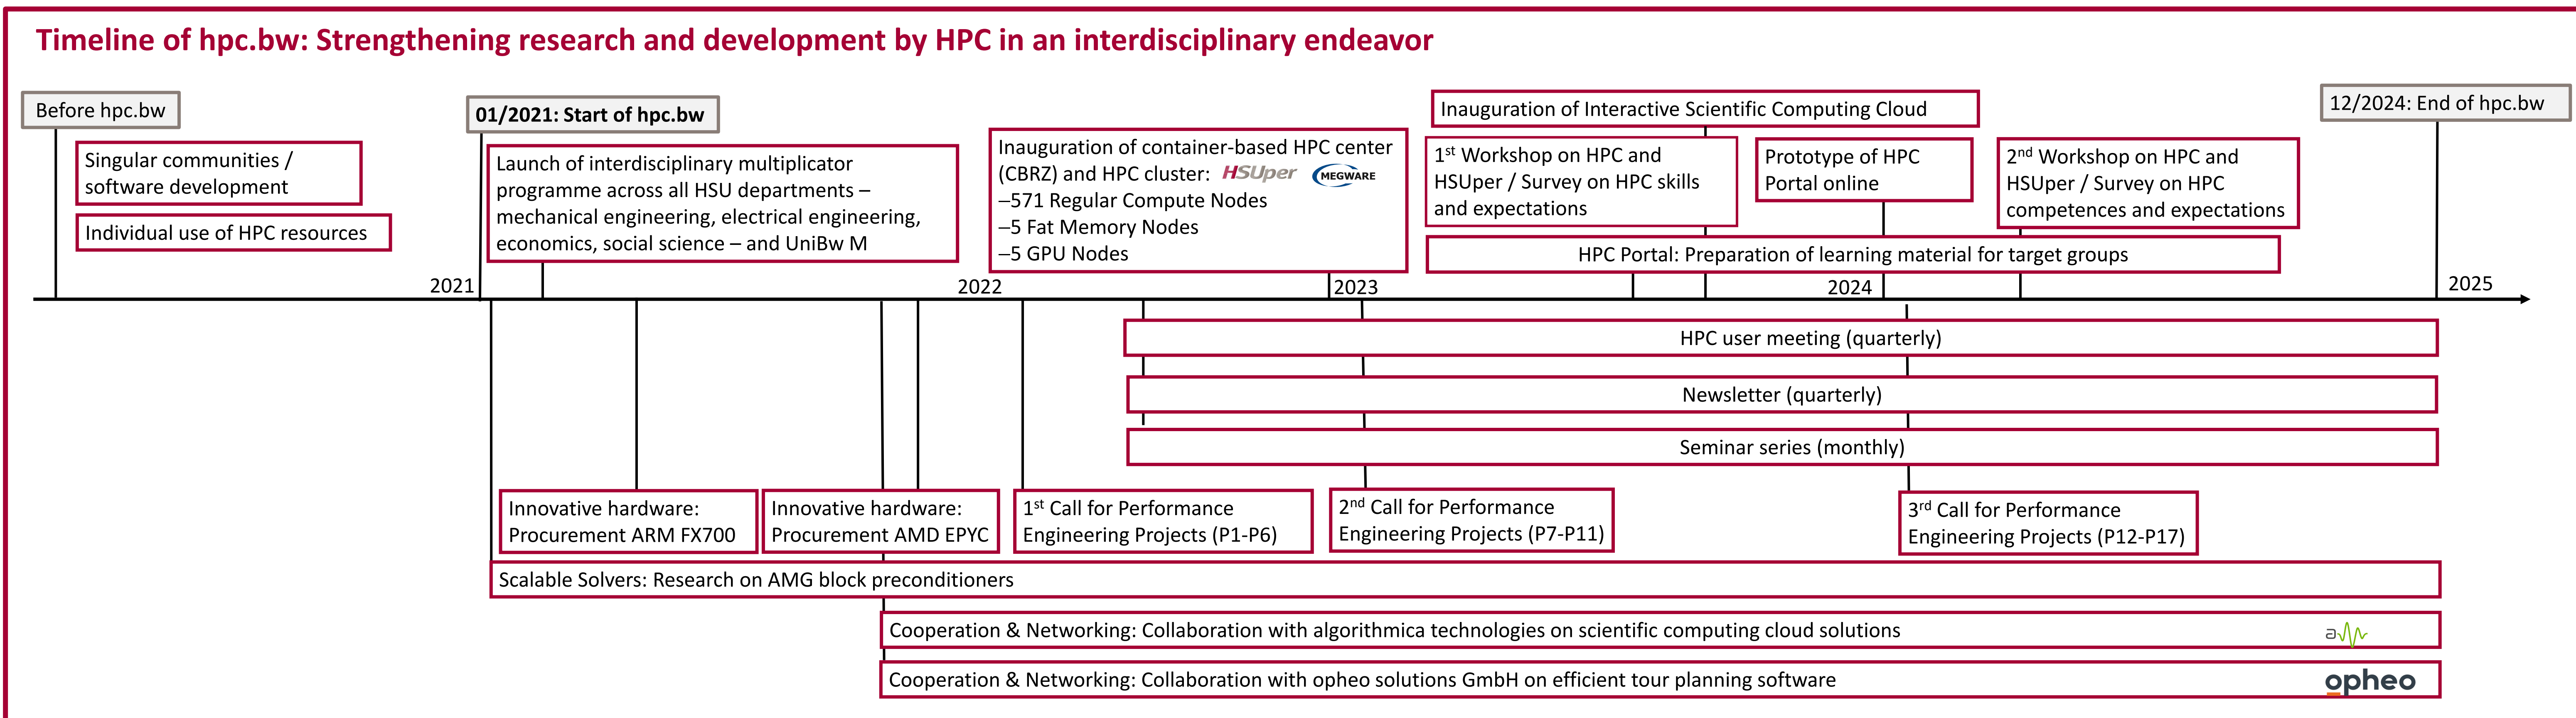 Timeline of hpc.bw: Strengthening research and development by HPC in an interdisciplinary endeavor
Before hpc.bw
Singular communities /
software development
Individual use of HPC resources
01/2021: Start of hpc.bw
Launch of interdisciplinary multiplicator
programme across all HSU departments –
mechanical engineering, electrical engineering,
economics, social science – and UniBw M
Inauguration of container-based HPC center
(CBRZ) and HPC cluster: HSUper MEGWARE
–571 Regular Compute Nodes
–5 Fat Memory Nodes
–5 GPU Nodes
Inauguration of Interactive Scientific Computing Cloud
1st Workshop on HPC and
HSUper / Survey on HPC skills
and expectations
Prototype of HPC
Portal online
2nd Workshop on HPC and
HSUper / Survey on HPC
competences and expectations
HPC Portal: Preparation of learning material for target groups
12/2024: End of hpc.bw
2021
2022
2023
2024
2025
HPC user meeting (quarterly)
Newsletter (quarterly)
Seminar series (monthly)
Innovative hardware:
Procurement ARM FX700
Innovative hardware:
Procurement AMD EPYC
1st Call for Performance
Engineering Projects (P1-P6)
2nd Call for Performance
Engineering Projects (P7-P11)
3rd Call for Performance
Engineering Projects (P12-P17)
Scalable Solvers: Research on AMG block preconditioners
Cooperation & Networking: Collaboration with algorithmica technologies on scientific computing cloud solutions
a
Cooperation & Networking: Collaboration with opheo solutions GmbH on efficient tour planning software
opheo